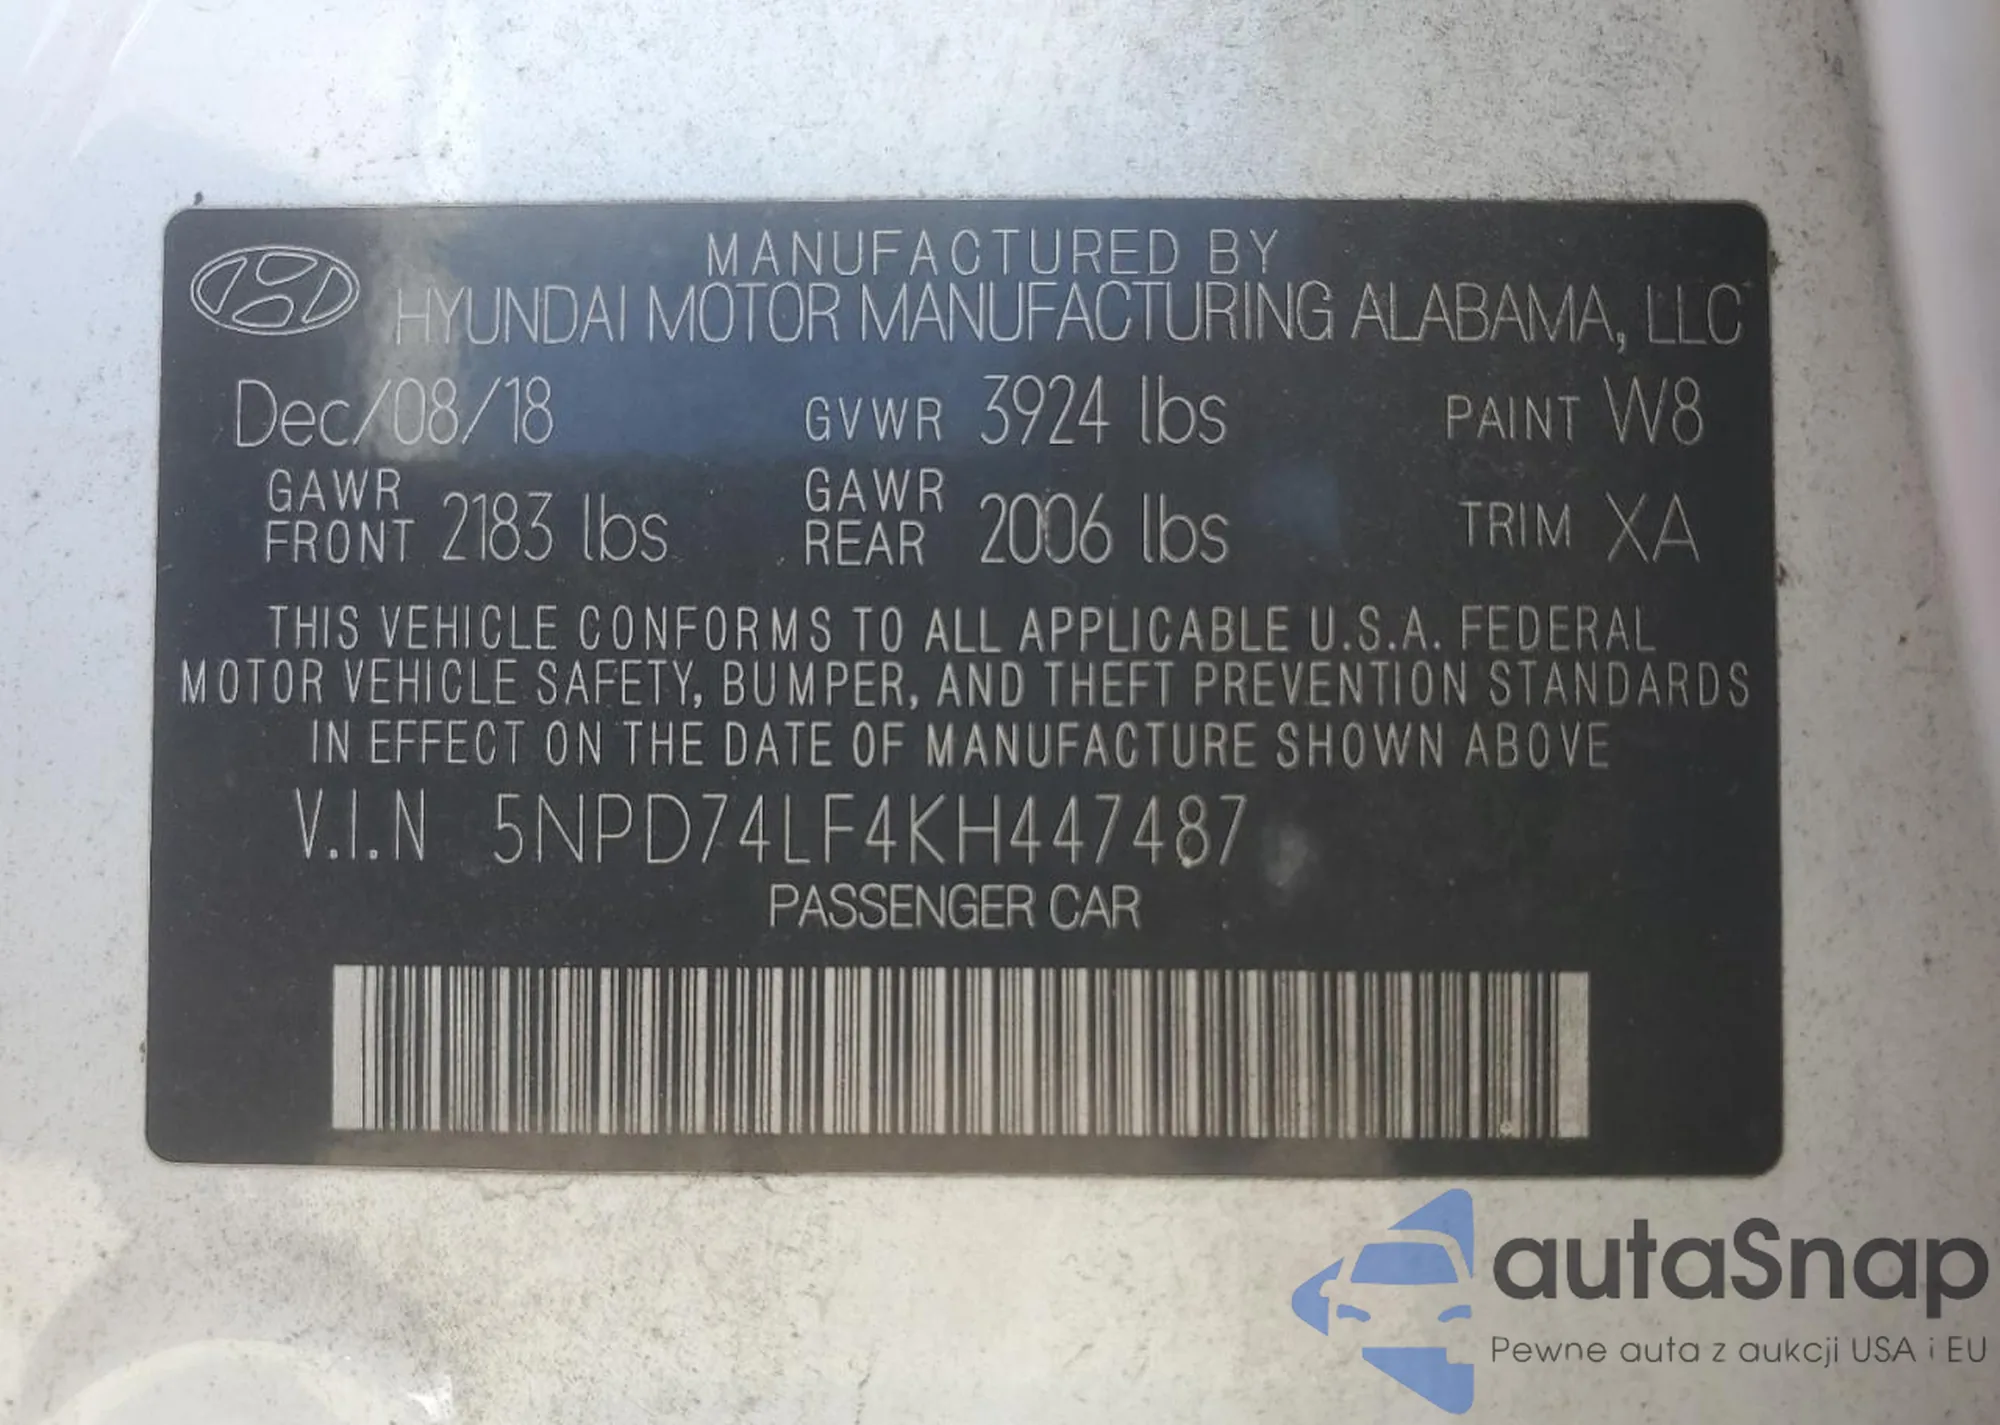 MANUFACTURED BY
HYUNDAI MOTOR MANUFACTURING ALABAMA, LLC
Dec/08/18 GVWR 3924 lbs PAINT W8
GAWR FRONT 2183 lbs GAWR REAR 2006 lbs TRIM XA
THIS VEHICLE CONFORMS TO ALL APPLICABLE U.S.A. FEDERAL
MOTOR VEHICLE SAFETY, BUMPER, AND THEFT PREVENTION STANDARDS
IN EFFECT ON THE DATE OF MANUFACTURE SHOWN ABOVE
V.I.N 5NPD74LF4KH447487
PASSENGER CAR
autaSnap
Pewne auta z aukcji USA i EU